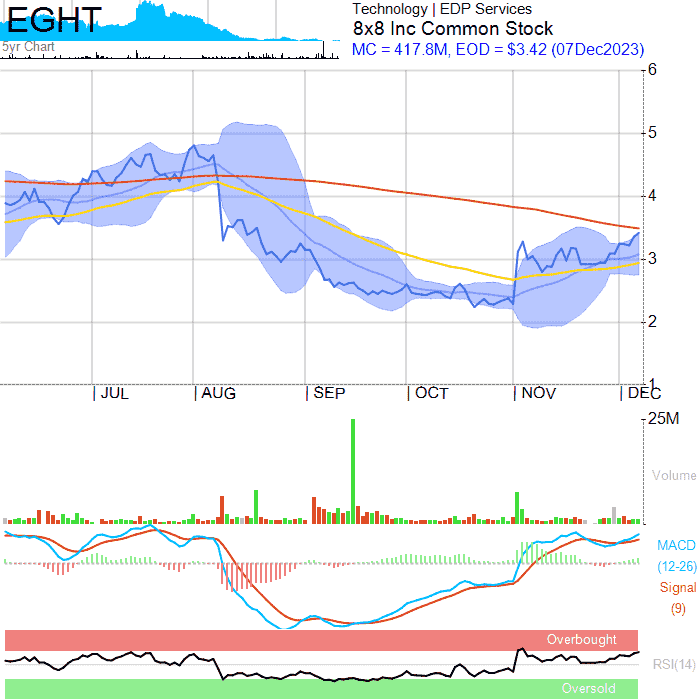 EGHT
5yr Chart
Technology | EDP Services
8x8 Inc Common Stock
MC = 417.8M, EOD = $3.42 (07Dec2023)
6
5
4
3
2
1
JUL
AUG
SEP
OCT
NOV
DEC
25M
Volume
MACD
(12-26)
Signal
(9)
Overbought
RSI(14)
Oversold